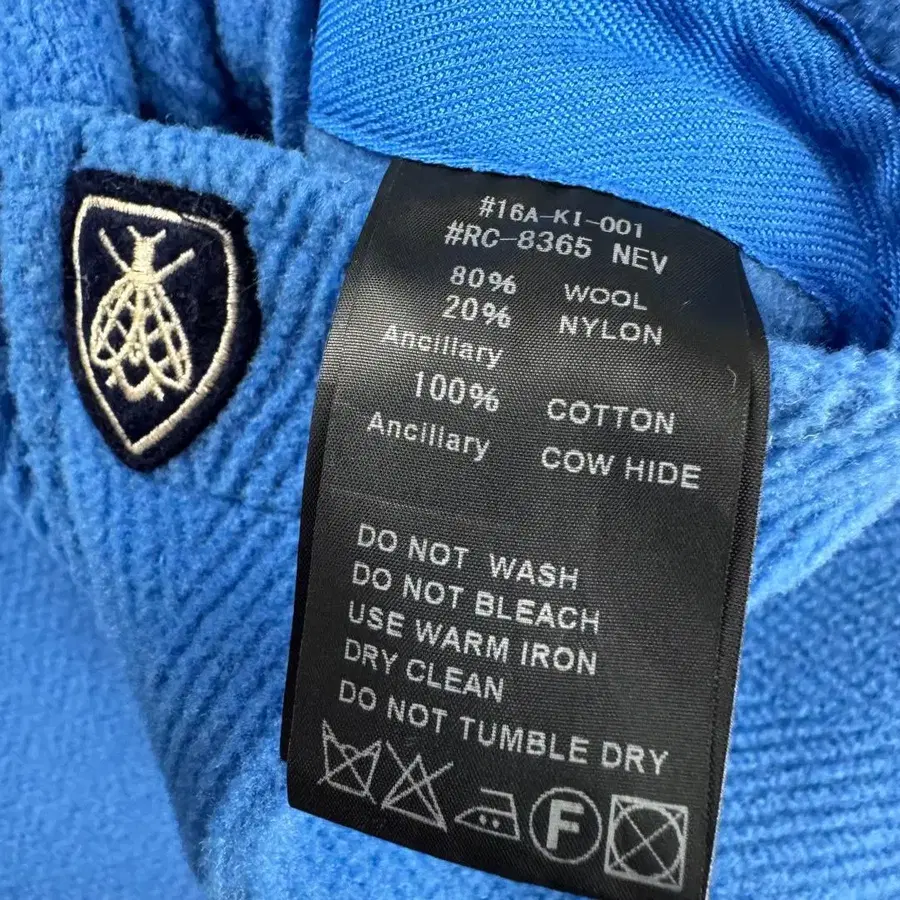 #16A-KI-001
#RC-8365 NEV
80% WOOL
20% NYLON
Ancillary
100% COTTON
Ancillary
COW HIDE
DO NOT WASH
DO NOT BLEACH
USE WARM IRON
DRY CLEAN
DO NOT TUMBLE DRY
F